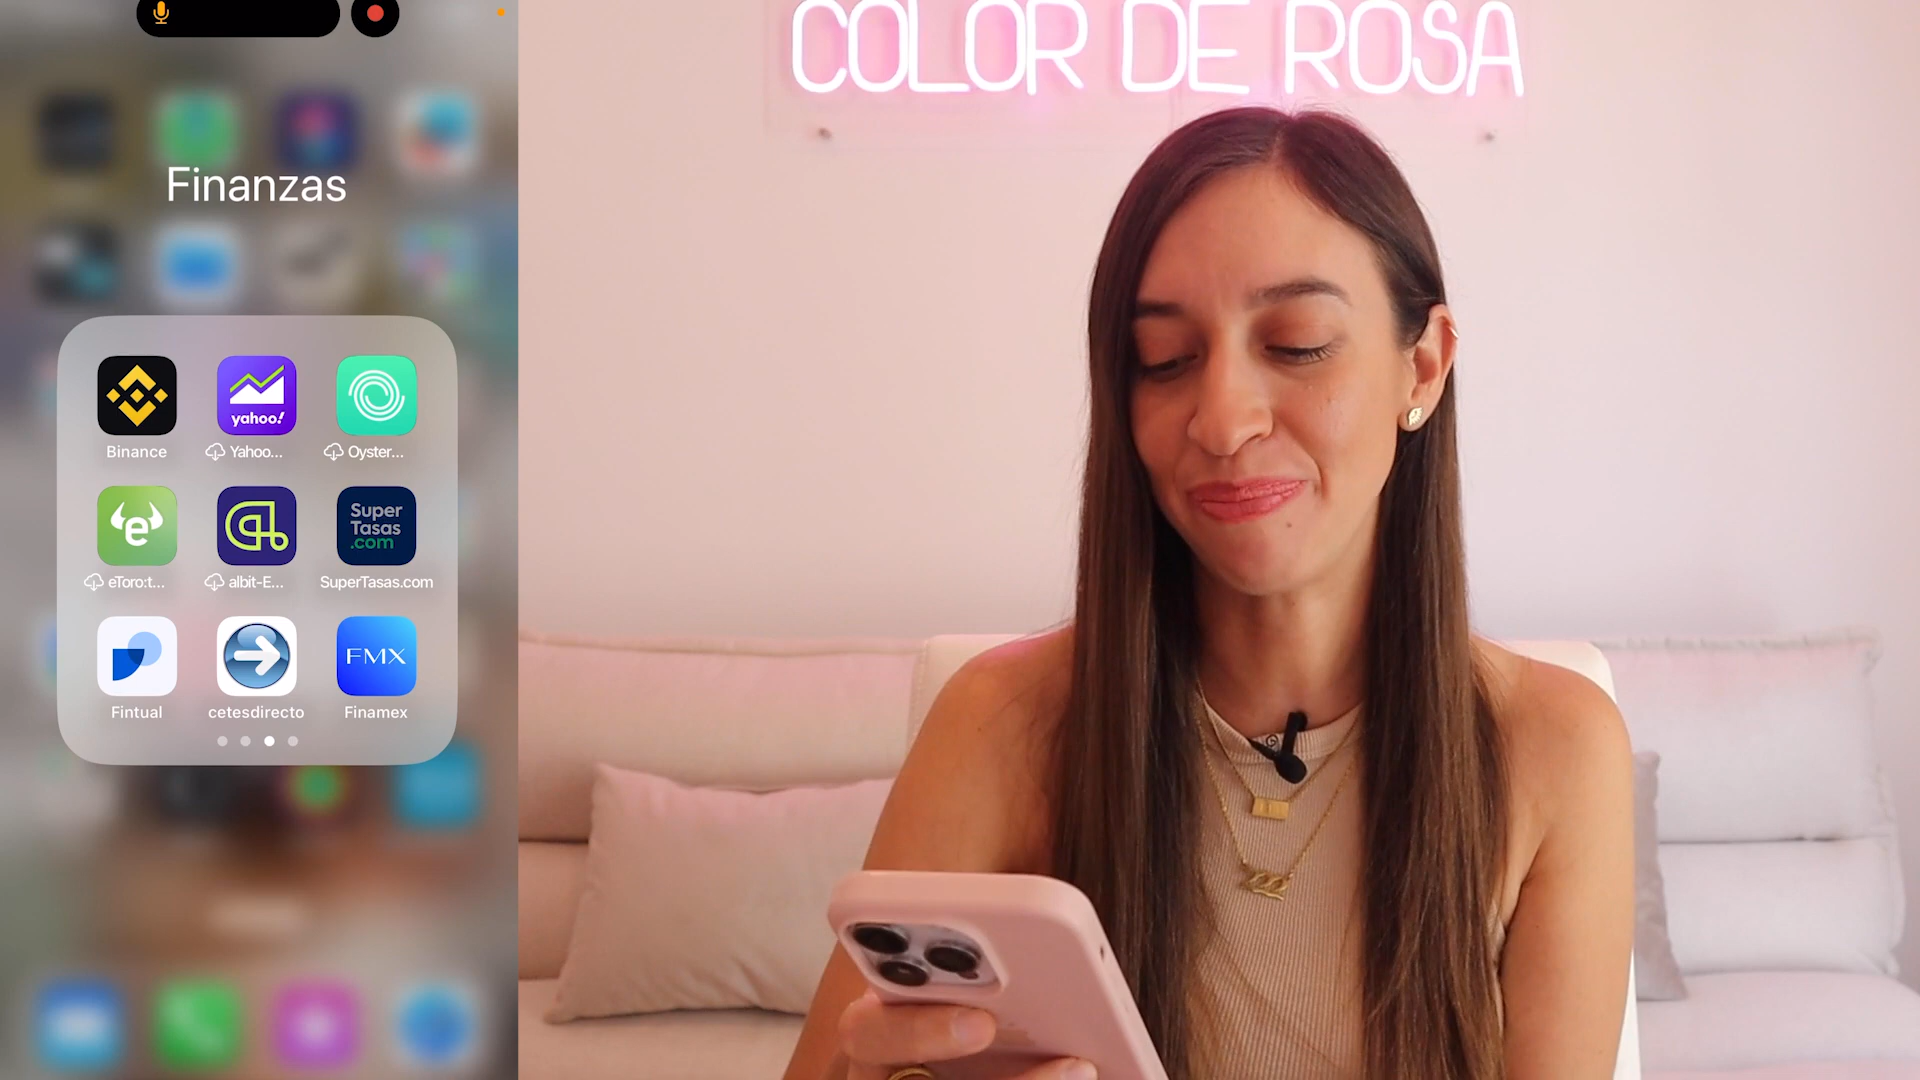 COLOR DE ROSA
Finanzas
yahoo!
Binance
Yahoo...
Oyster...
e
Super
Tasas
.com
eToro:t...
albit-E...
SuperTasas.com
FMX
Fintual
cetesdirecto
Finamex